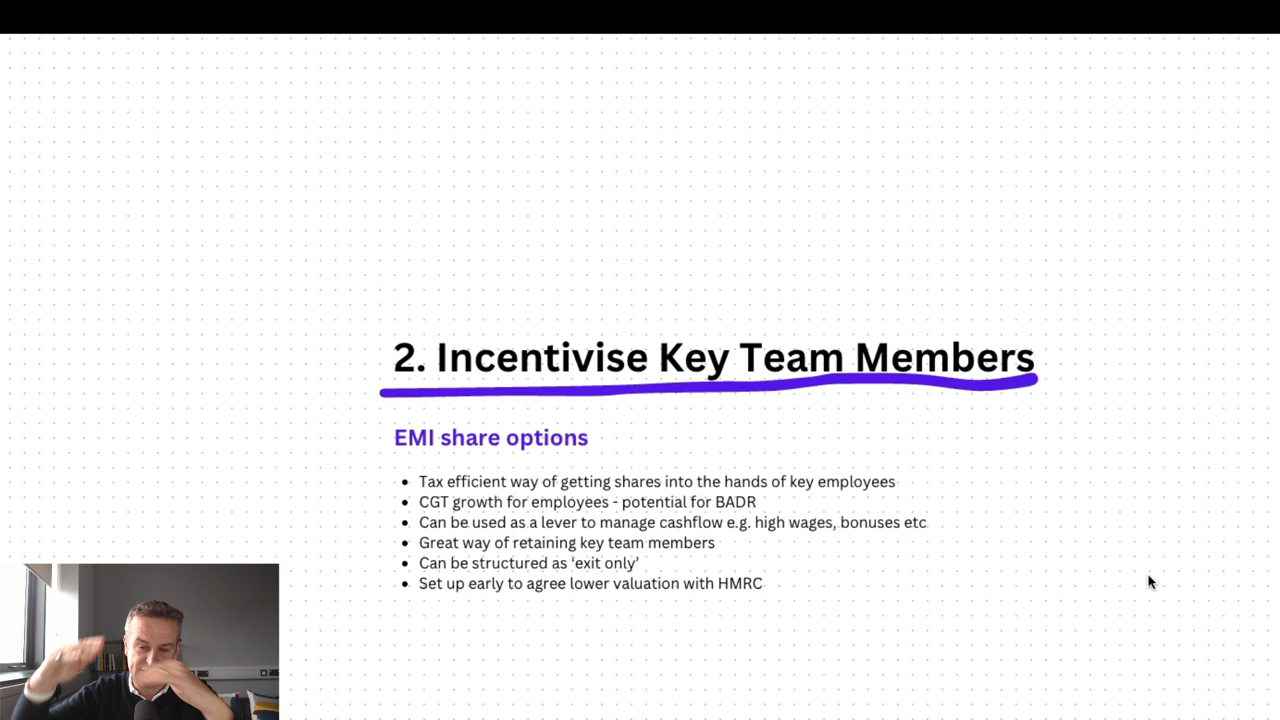 2. Incentivise Key Team Members
EMI share options
Tax efficient way of getting shares into the hands of key employees
CGT growth for employees - potential for BADR
Can be used as a lever to manage cashflow e.g. high wages, bonuses etc
Great way of retaining key team members
Can be structured as ‘exit only’
Set up early to agree lower valuation with HMRC